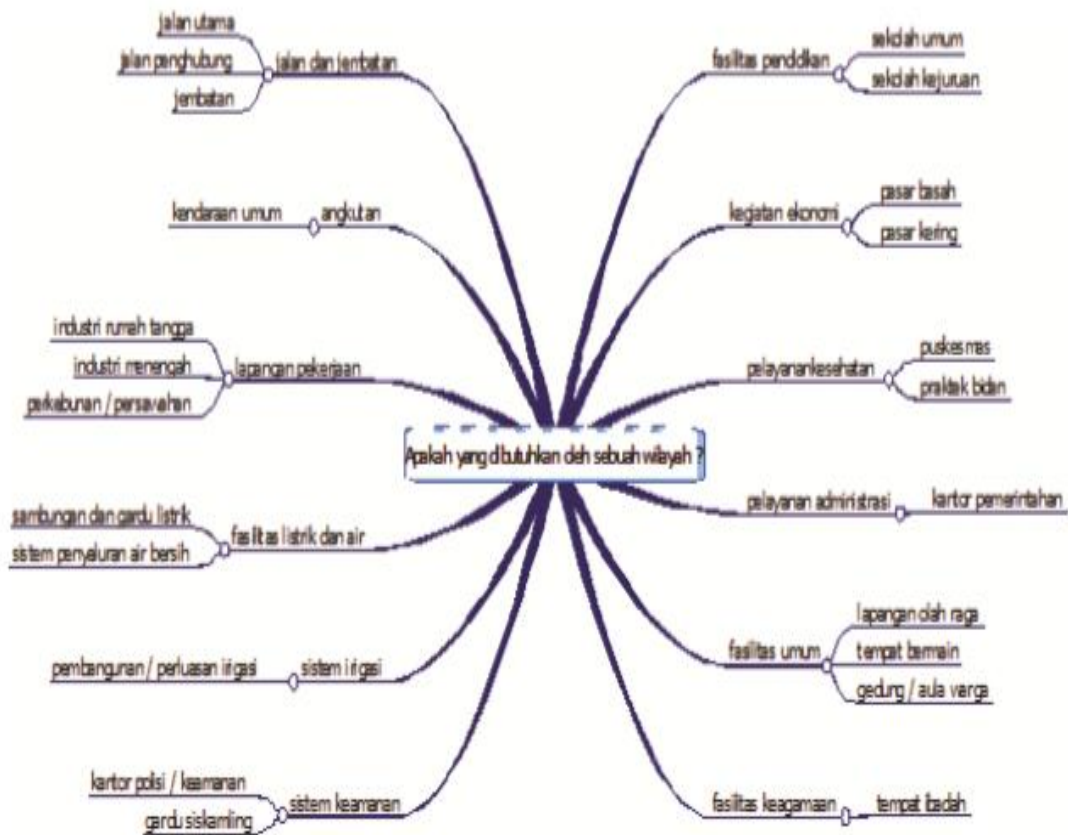 jalan utama
jalan penghubung
jembatan
jalan dan jembatan
kendaraan umum
angkutan
industri rumah tangga
industri menengah
perkebunan / persawahan
lapangan pekerjaan
sambungan dan gardu listrik
sistem penyaluran air bersih
fasilitas listrik dan air
pembangunan / perluasan irigasi
sistem irigasi
kantor polisi / keamanan
gardu siskamling
sistem keamanan
Apakah yang dibutuhkan oleh sebuah wilayah ?
fasilitas pendidikan
sekolah umum
sekolah kejuruan
kegiatan ekonomi
pasar basah
pasar kering
pelayanan kesehatan
puskesmas
praktek bidan
pelayanan administrasi
kantor pemerintahan
fasilitas umum
lapangan olah raga
tempat bermain
gedung / aula warga
fasilitas keagamaan
tempat ibadah